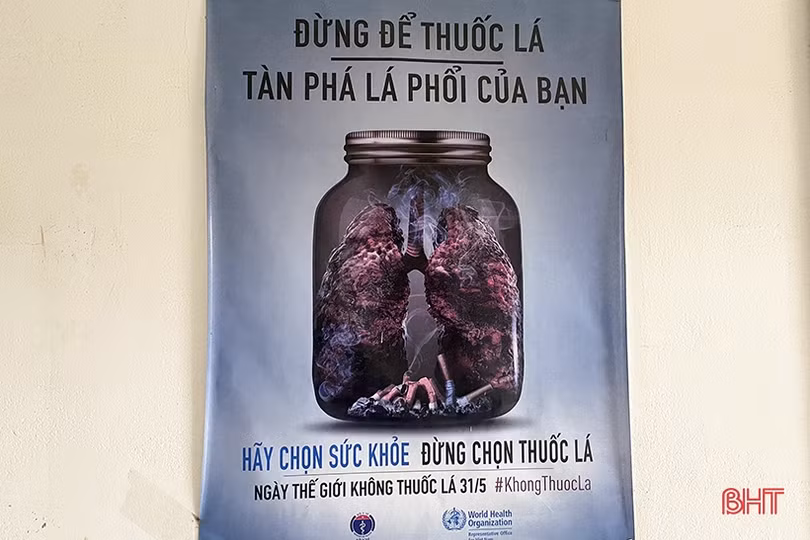 ĐỪNG ĐỂ THUỐC LÁ
TÀN PHÁ LÁ PHỔI CỦA BẠN
HÃY CHỌN SỨC KHỎE ĐỪNG CHỌN THUỐC LÁ
NGÀY THẾ GIỚI KHÔNG THUỐC LÁ 31/5 #KhongThuocLa
World Health
Organization
Representative Office
BHT